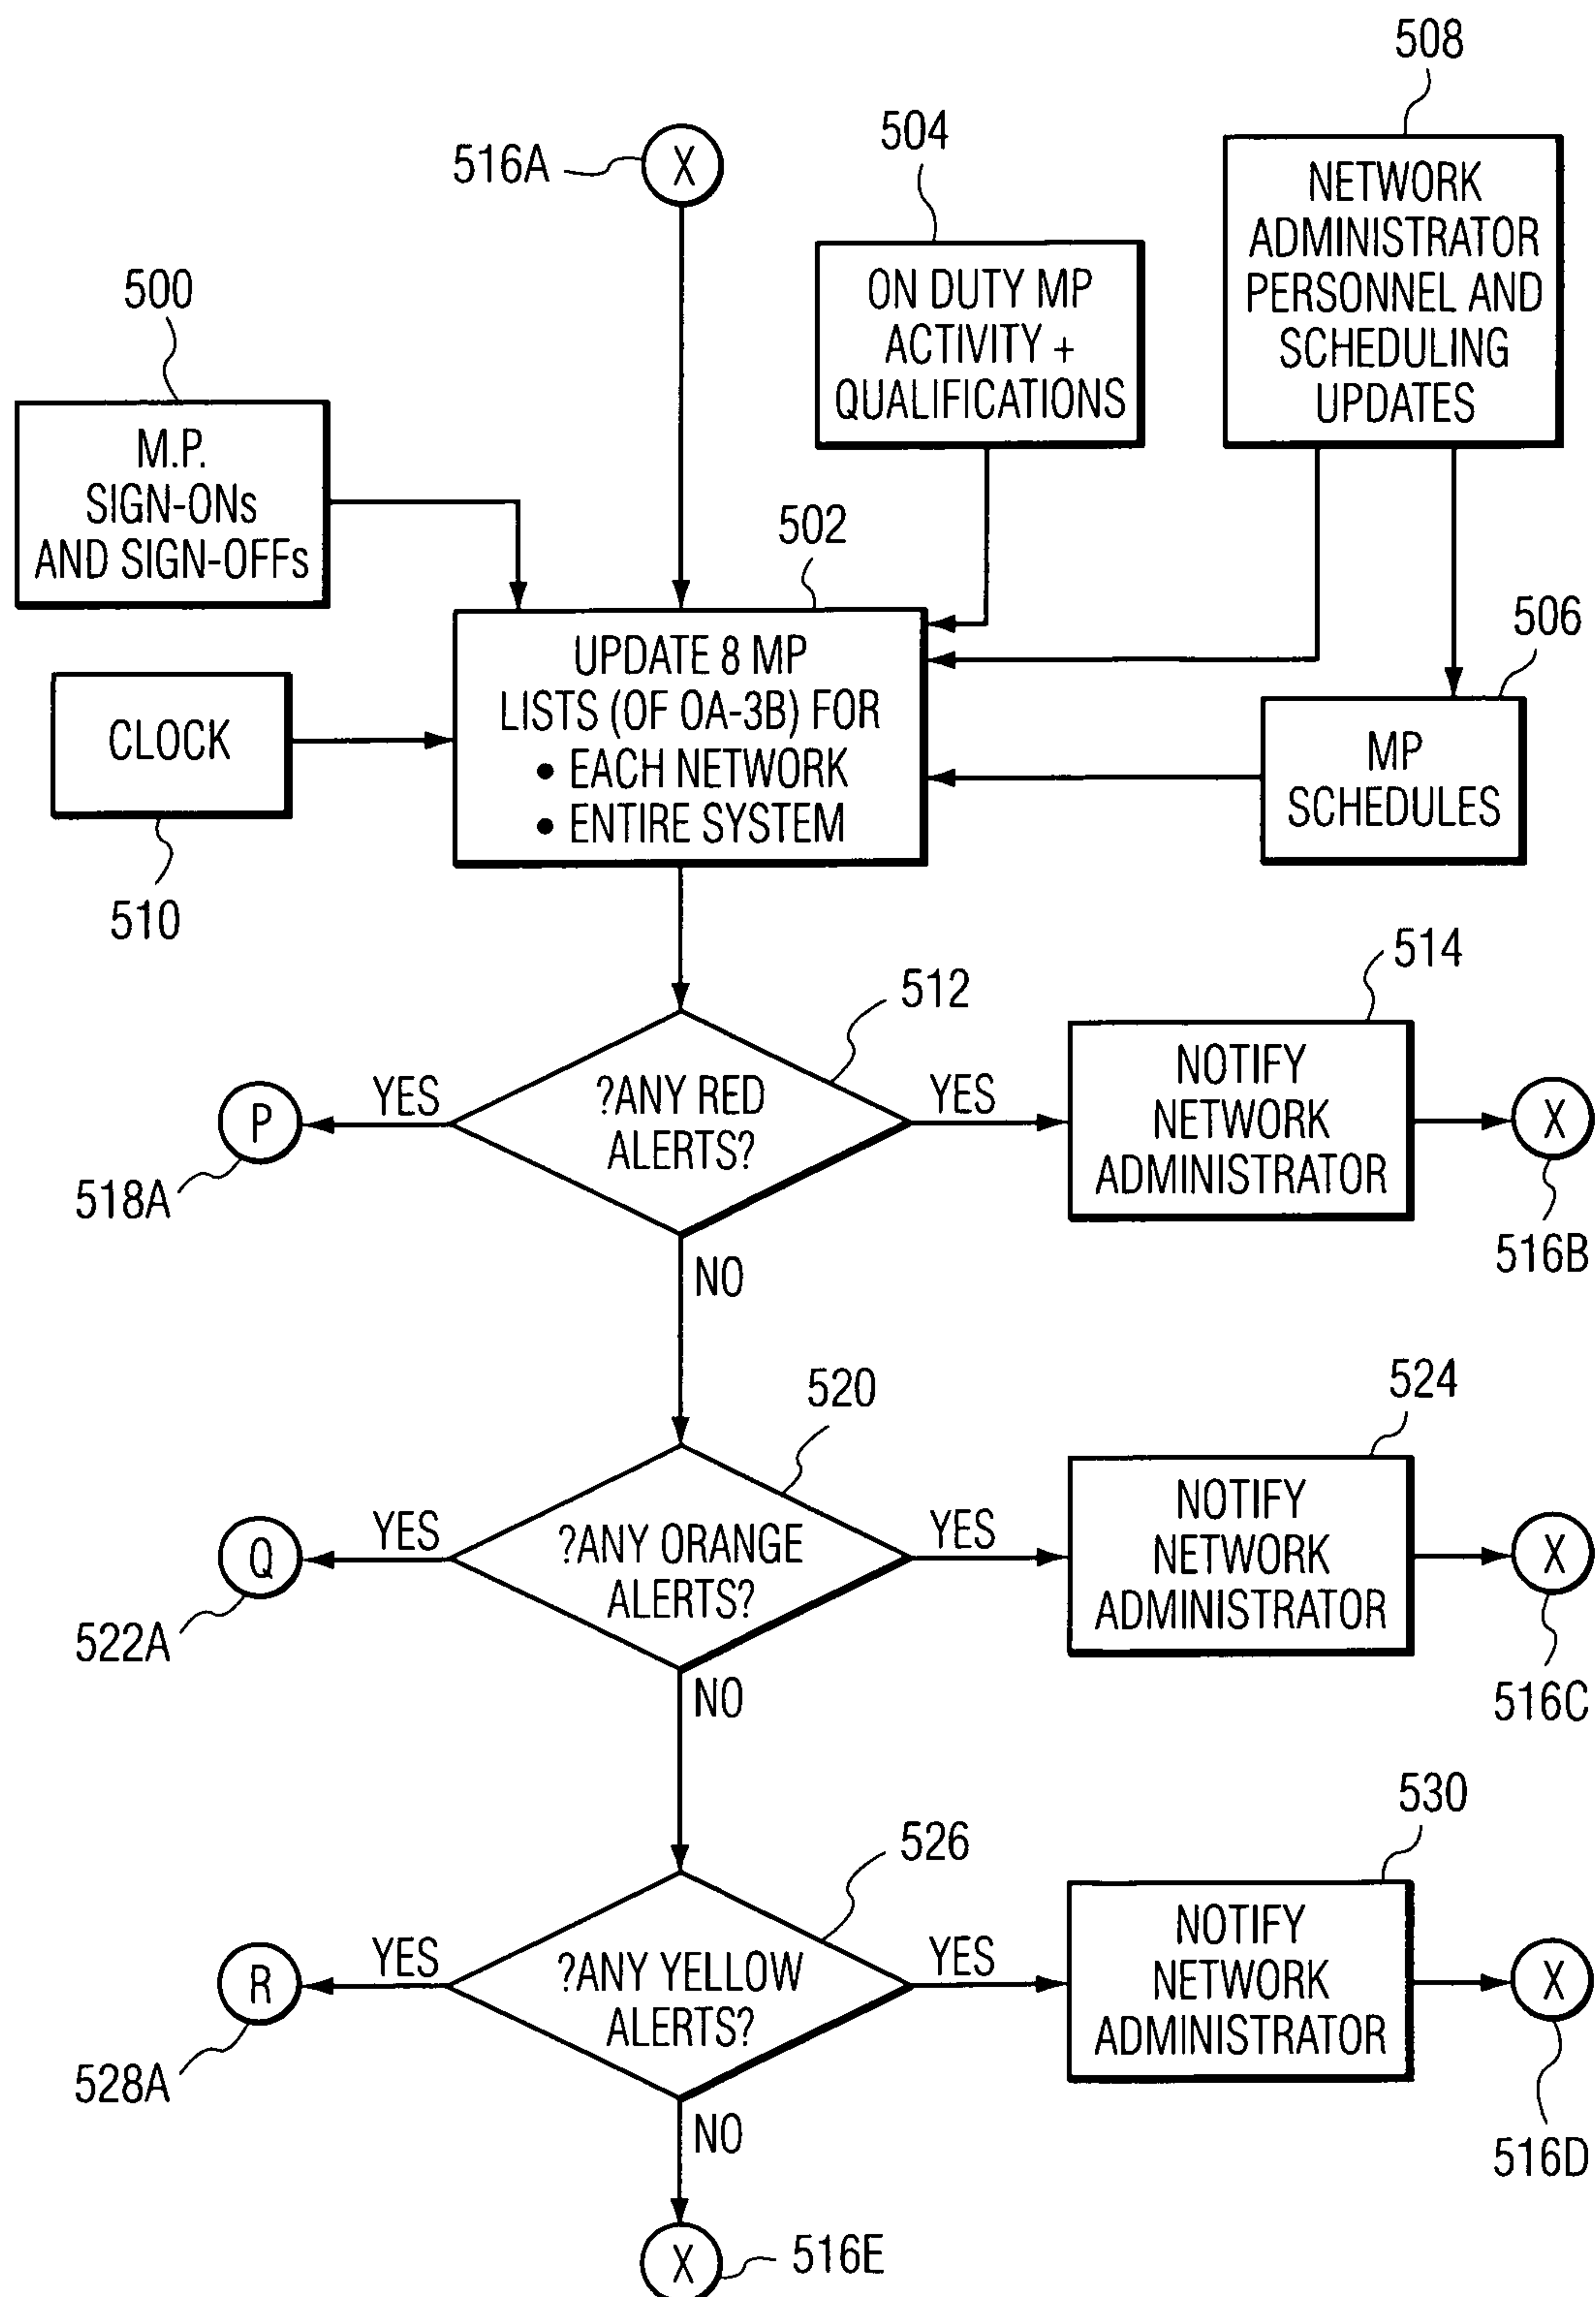 508
516A
X
504
NETWORK
ADMINISTRATOR
PERSONNEL AND
SCHEDULING
UPDATES
500
ON DUTY MP
ACTIVITY +
QUALIFICATIONS
M.P.
SIGN-ONs
AND SIGN-OFFs
502
506
UPDATE 8 MP
LISTS (OF OA-3B) FOR
• EACH NETWORK
• ENTIRE SYSTEM
CLOCK
MP
SCHEDULES
510
512
514
P
YES
?ANY RED
ALERTS?
YES
NOTIFY
NETWORK
ADMINISTRATOR
X
518A
516B
NO
520
524
Q
YES
?ANY ORANGE
ALERTS?
YES
NOTIFY
NETWORK
ADMINISTRATOR
X
522A
516C
NO
526
530
R
YES
?ANY YELLOW
ALERTS?
YES
NOTIFY
NETWORK
ADMINISTRATOR
X
528A
516D
NO
X
516E